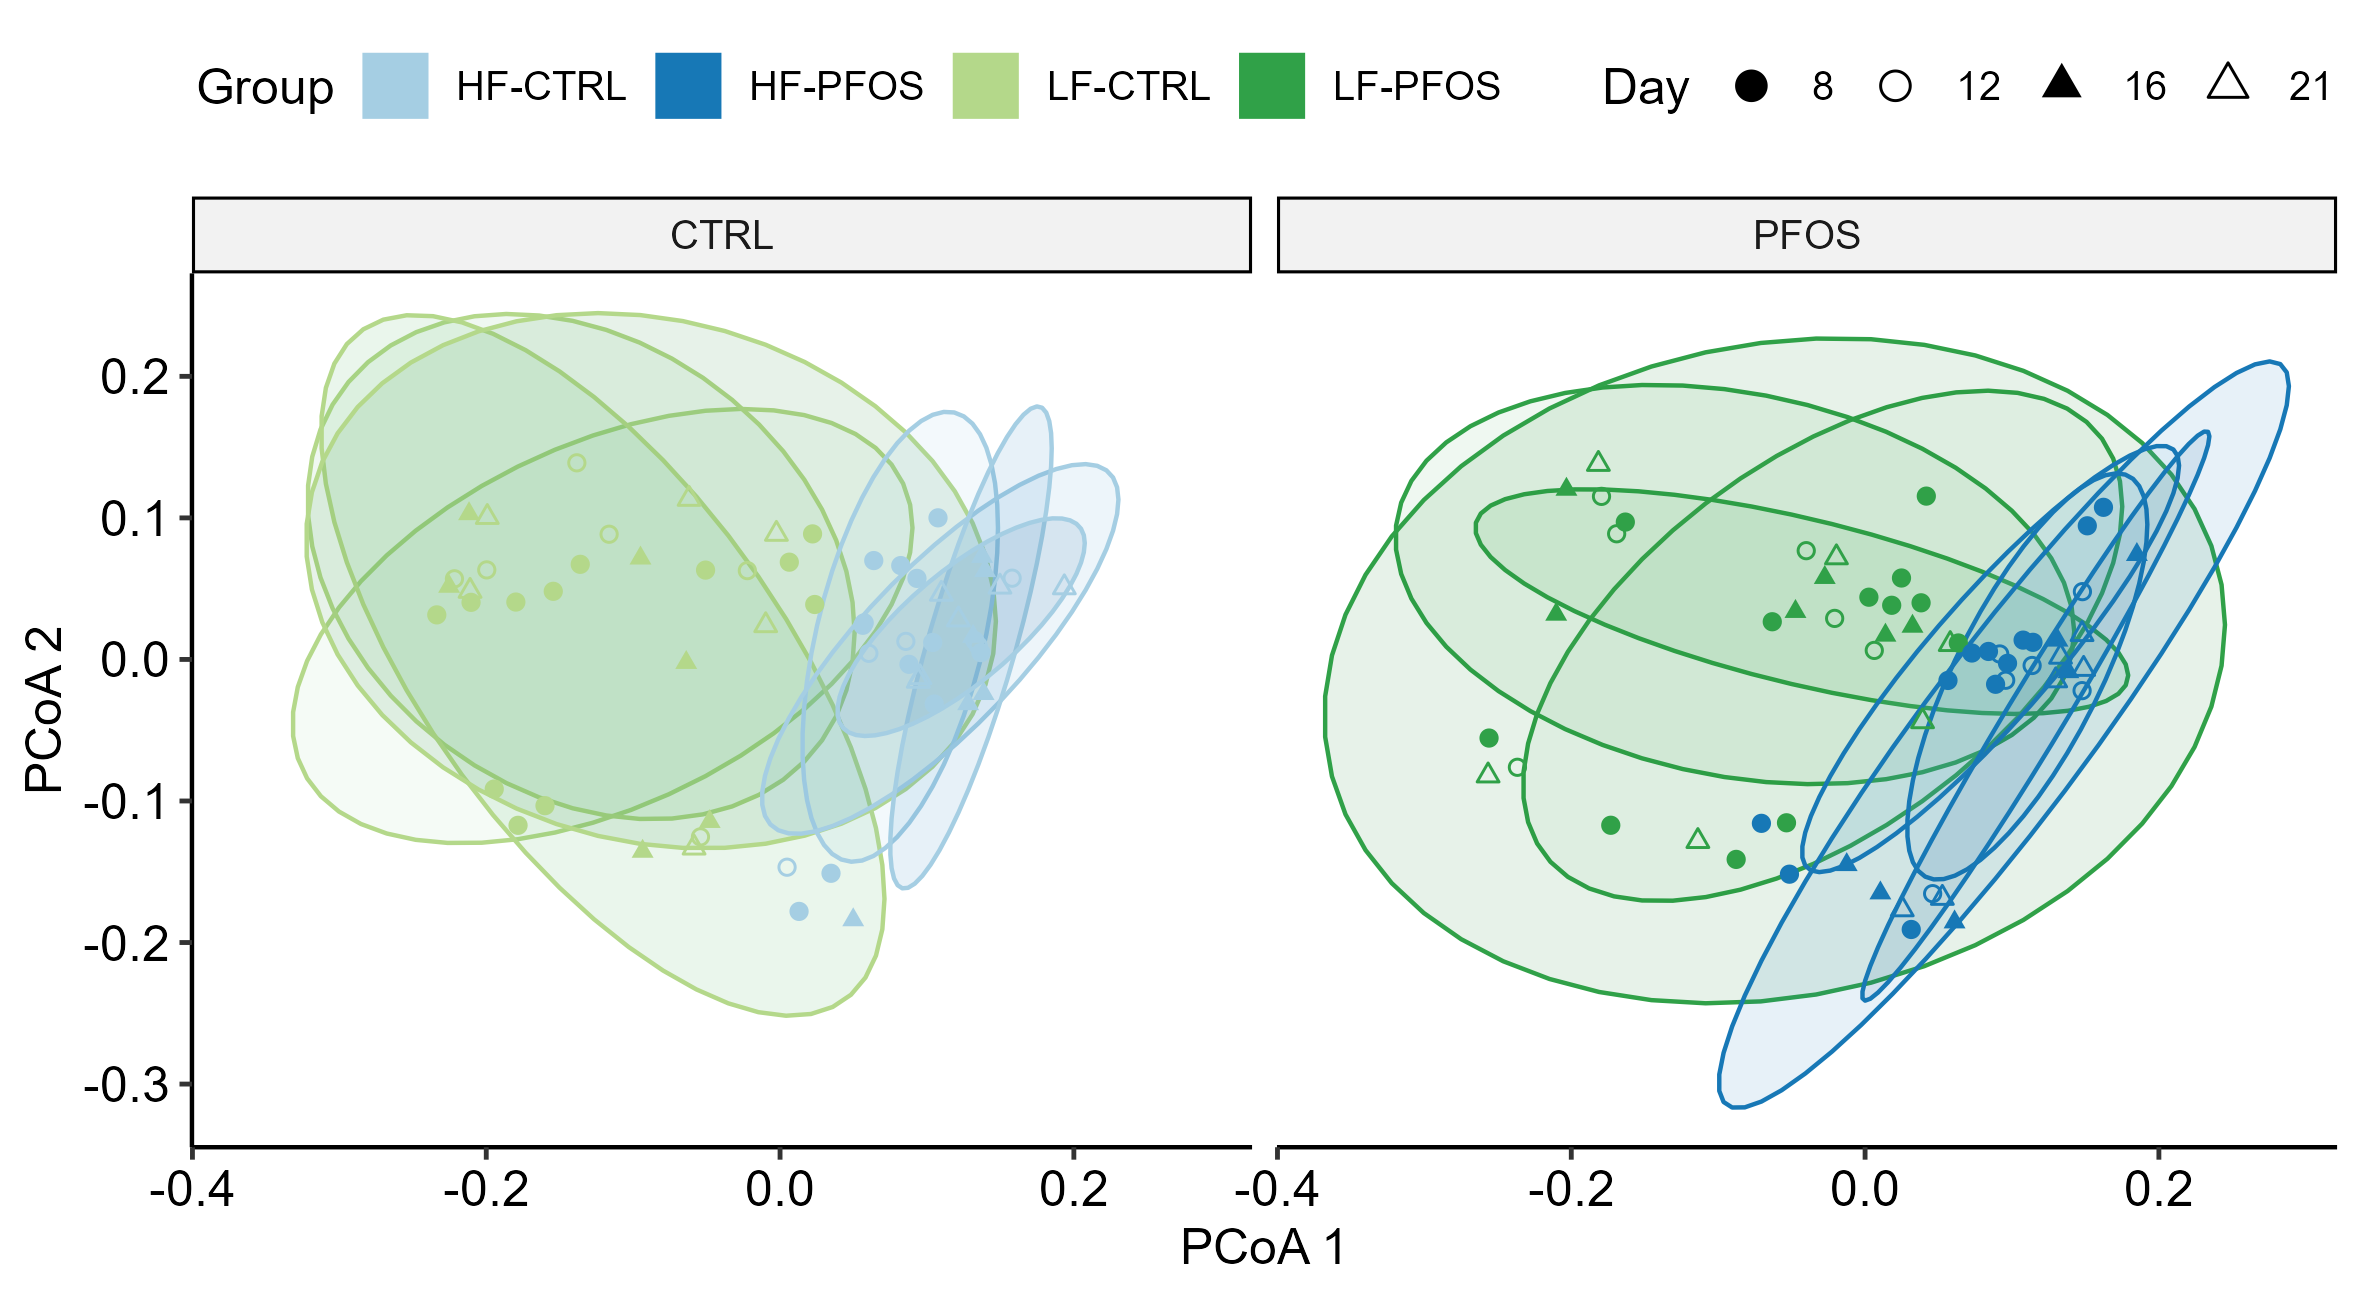 Group HF-CTRL HF-PFOS LF-CTRL LF-PFOS Day 8 12 16 21
CTRL PFOS
0.2
0.1
0.0
-0.1
-0.2
-0.3
PCoA 2
-0.4 -0.2 0.0 0.2 -0.4 -0.2 0.0 0.2
PCoA 1